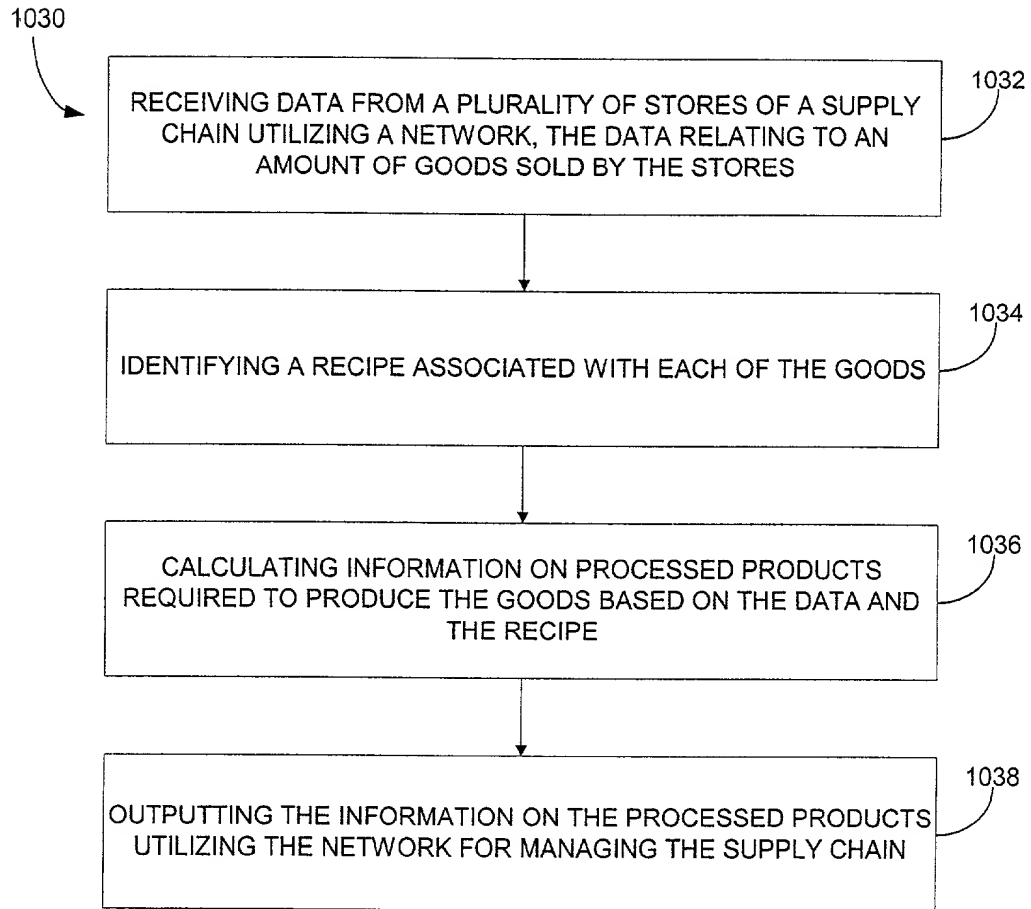 1030
RECEIVING DATA FROM A PLURALITY OF STORES OF A SUPPLY
CHAIN UTILIZING A NETWORK, THE DATA RELATING TO AN
AMOUNT OF GOODS SOLD BY THE STORES
1032
IDENTIFYING A RECIPE ASSOCIATED WITH EACH OF THE GOODS
1034
CALCULATING INFORMATION ON PROCESSED PRODUCTS
REQUIRED TO PRODUCE THE GOODS BASED ON THE DATA AND
THE RECIPE
1036
OUTPUTTING THE INFORMATION ON THE PROCESSED PRODUCTS
UTILIZING THE NETWORK FOR MANAGING THE SUPPLY CHAIN
1038